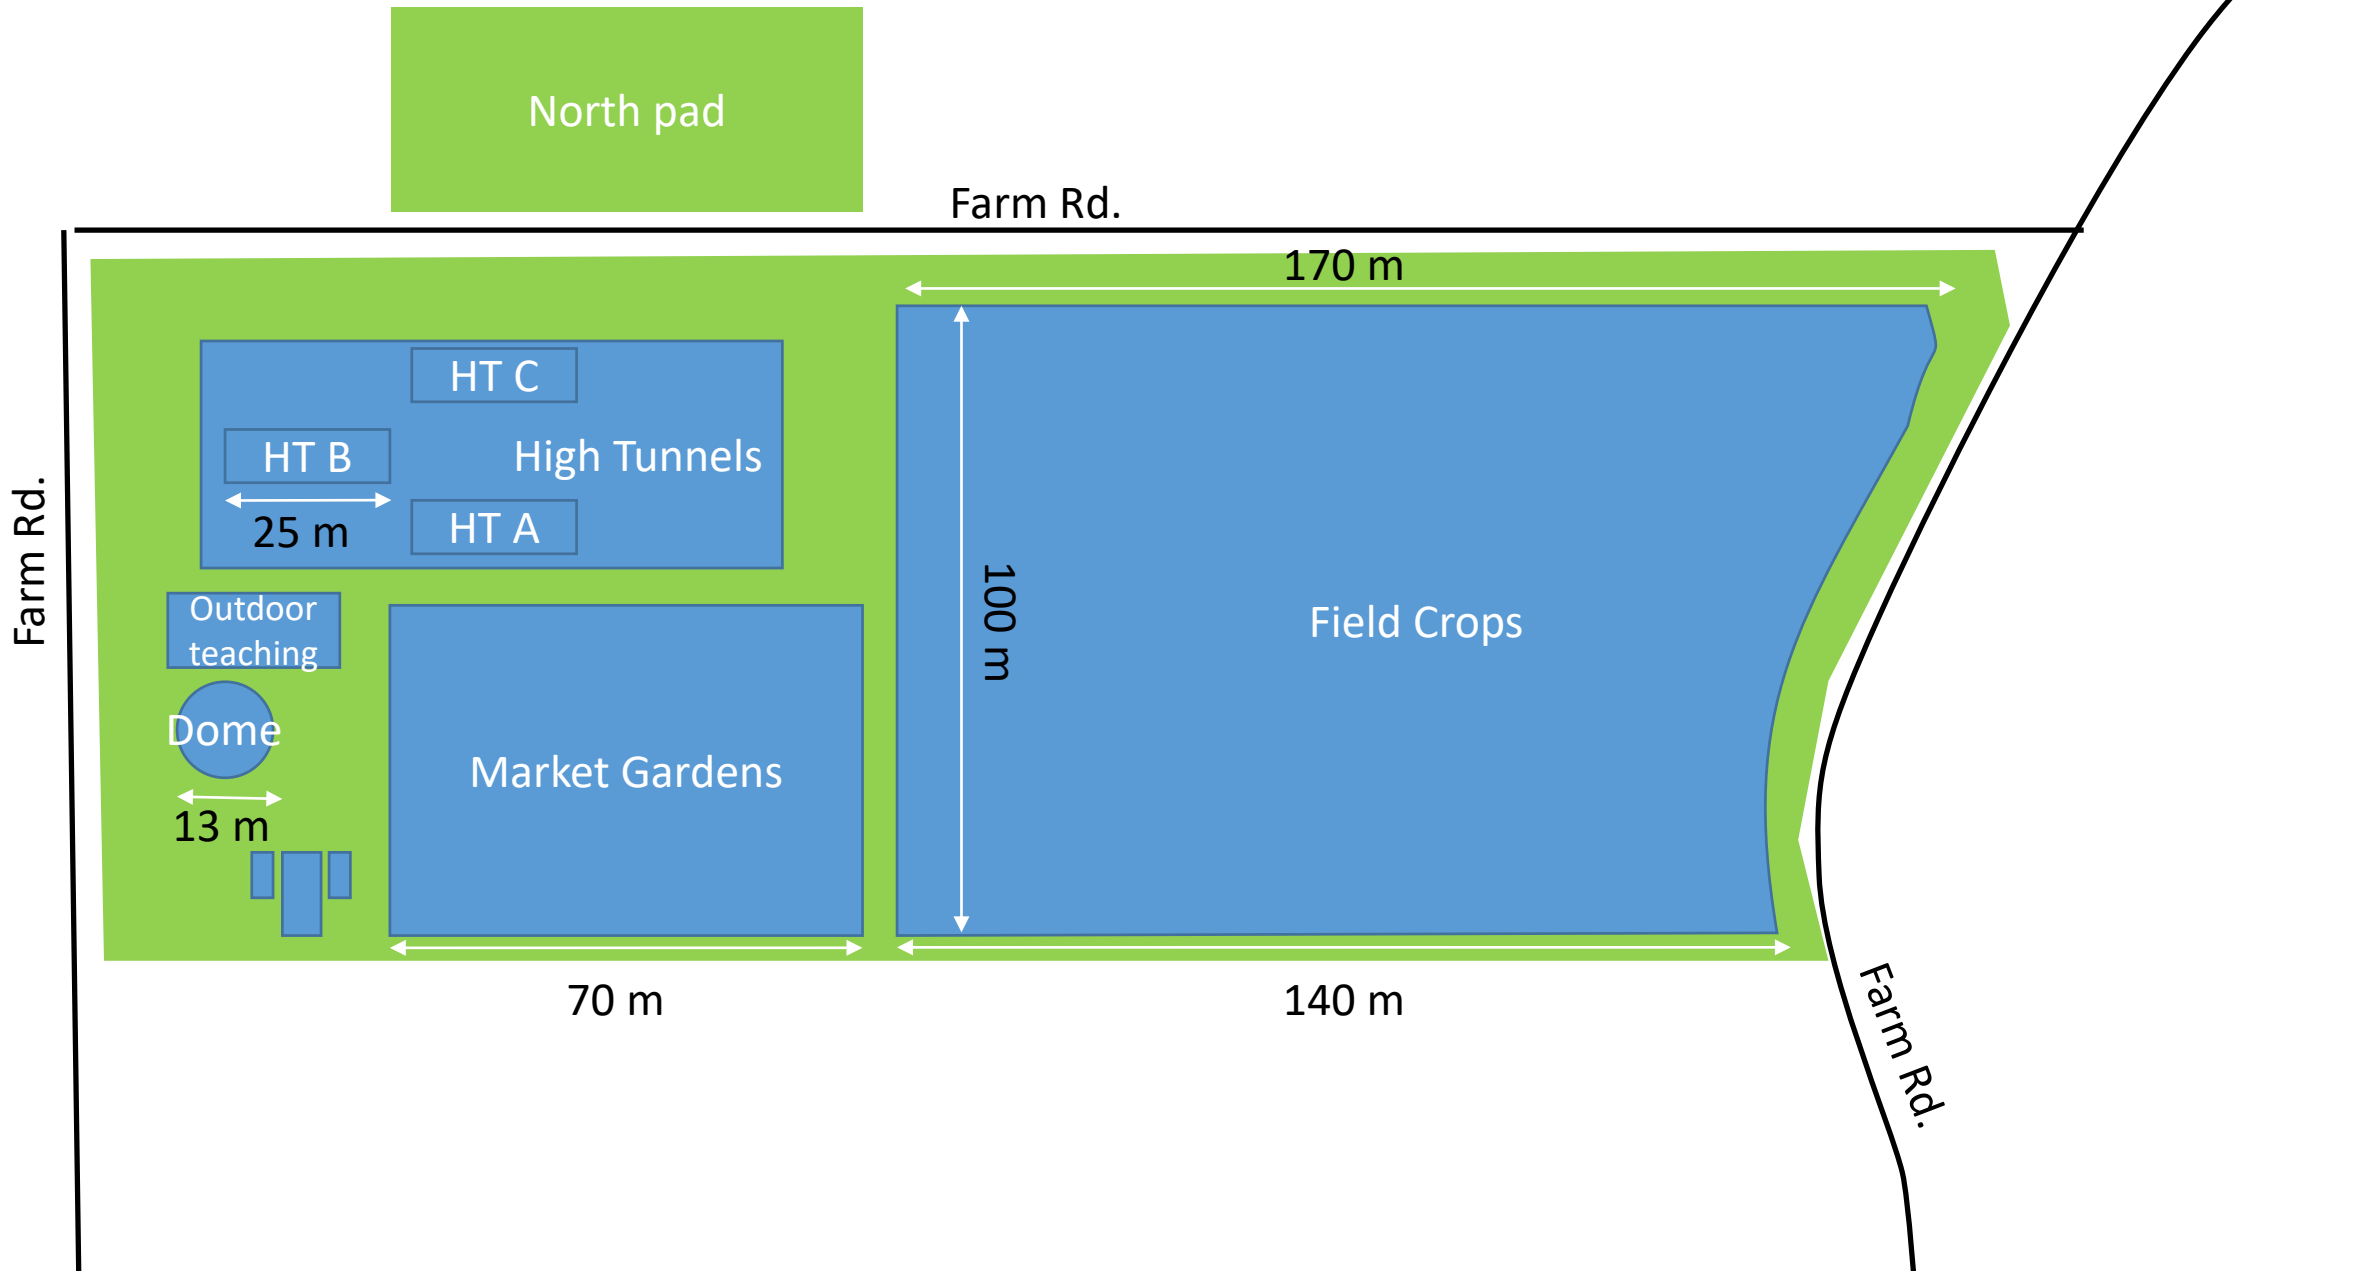 North pad
Farm Rd.
170 m
HT C
HT B
High Tunnels
25 m
HT A
Farm Rd.
Outdoor
teaching
100 m
Field Crops
Dome
Market Gardens
13 m
70 m
140 m
Farm Rd.